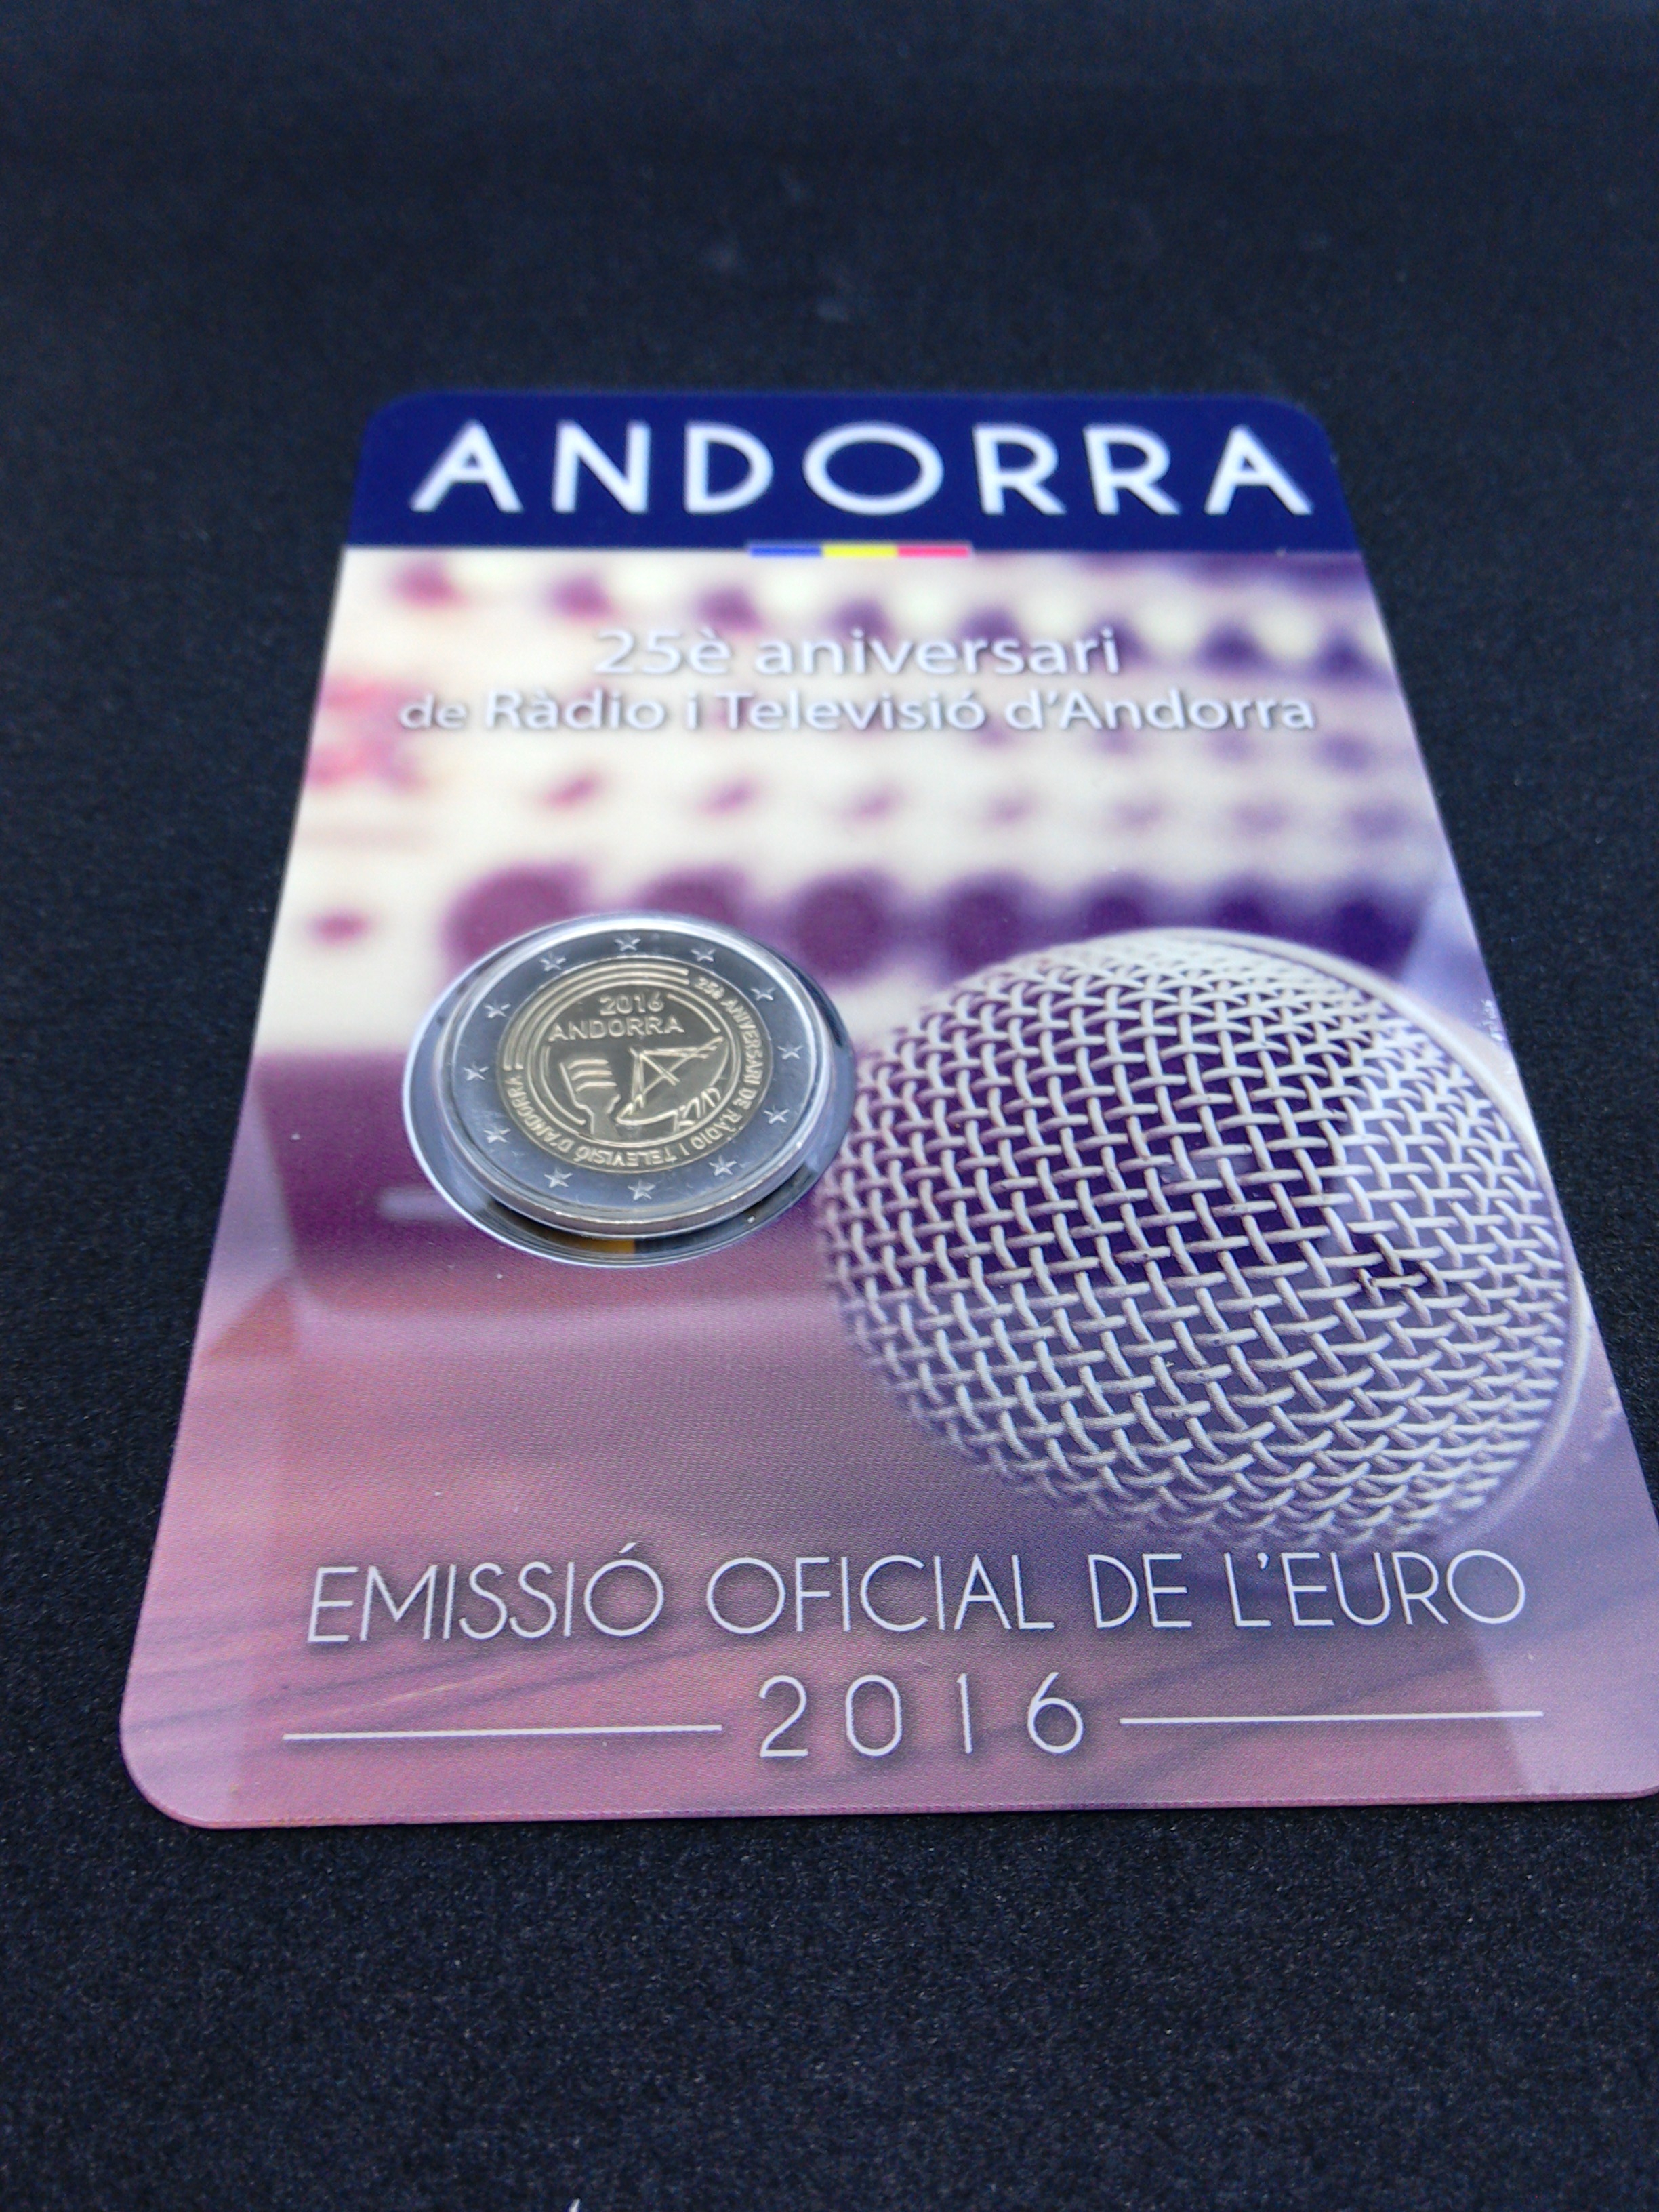 ANDORRA
25è aniversari
de Ràdio i Televisió d'Andorra
2016
ANDORRA
25è ANIVERSARI DE RÀDIO I TELEVISIÓ D'ANDORRA
EMISSIÓ OFICIAL DE L'EURO
2016